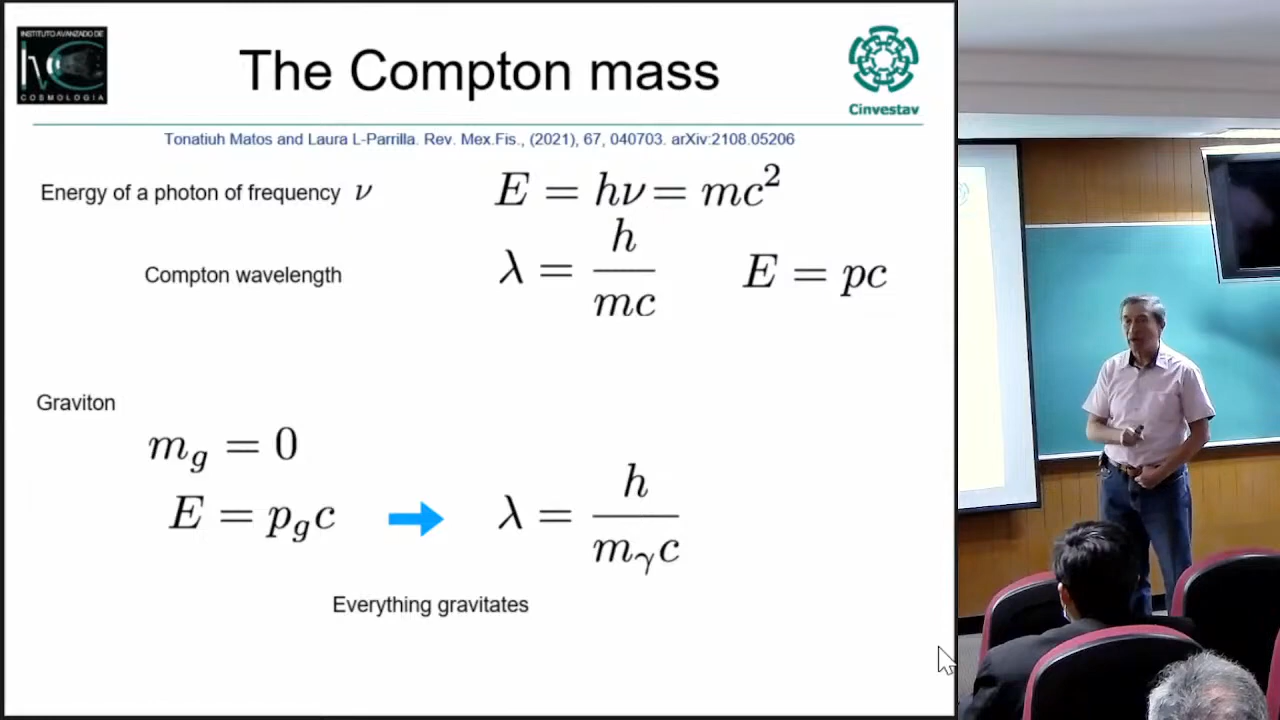 INSTITUTO AVANZADO DE
COSMOLOGIA
The Compton mass
Cinvestav
Tonatiuh Matos and Laura L-Parrilla. Rev. Mex.Fis., (2021), 67, 040703. arXiv:2108.05206
Energy of a photon of frequency ν
E = hν = mc²
Compton wavelength
λ = h/mc
E = pc
Graviton
m_g = 0
E = p_g c
λ = h/m_γ c
Everything gravitates